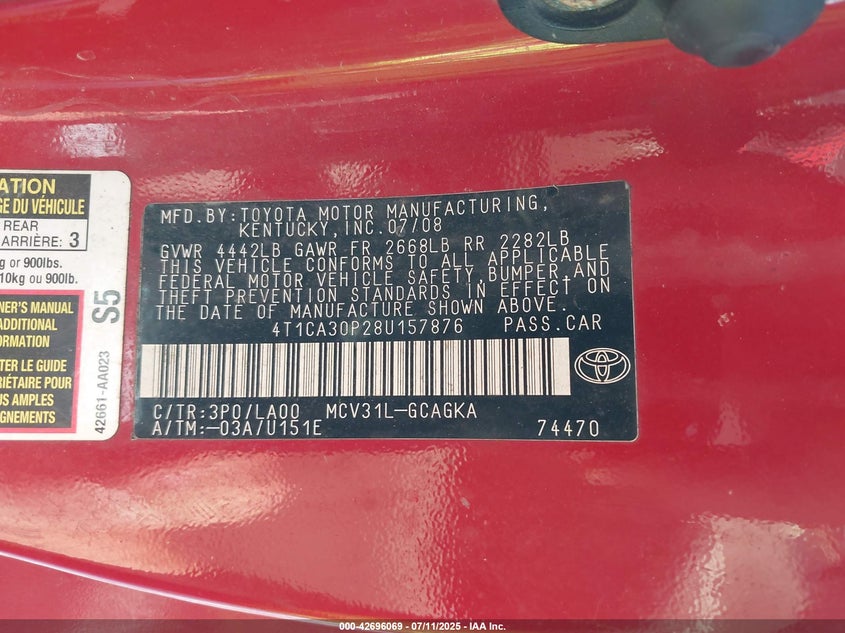 ATION
GE DU VÉHICULE
REAR
ARRIÈRE: 3
g or 900lbs.
10kg ou 900lb.
NER'S MANUAL
ADDITIONAL
RMATION
TER LE GUIDE
RIÉTAIRE POUR
US AMPLES
GNEMENTS
S5
42661-AA023
MFD.BY:TOYOTA MOTOR MANUFACTURING,
KENTUCKY, INC. 07/08
GVWR 4442LB GAWR FR 2668LB RR 2282LB
THIS VEHICLE CONFORMS TO ALL APPLICABLE
FEDERAL MOTOR VEHICLE SAFETY, BUMPER, AND
THEFT PREVENTION STANDARDS IN EFFECT ON
THE DATE OF MANUFACTURE SHOWN ABOVE.
4T1CA30P28U157876 PASS.CAR
C/TR:3P0/LA00 MCV31L-GCAGKA
A/TM:-03A/U151E 74470
000-42696069 - 07/11/2025 - IAA Inc.